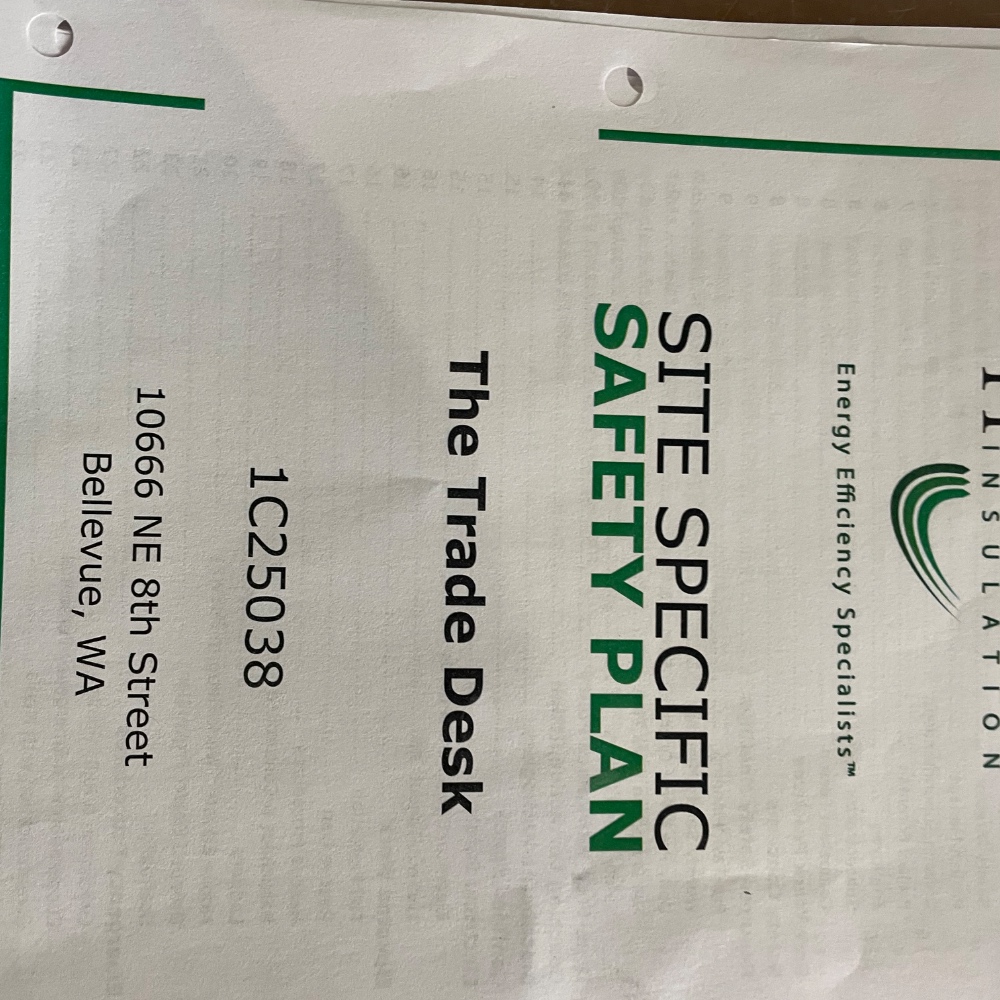 INSULATION
Energy Efficiency Specialists™
SITE SPECIFIC
SAFETY PLAN
The Trade Desk
1C25038
10666 NE 8th Street
Bellevue, WA